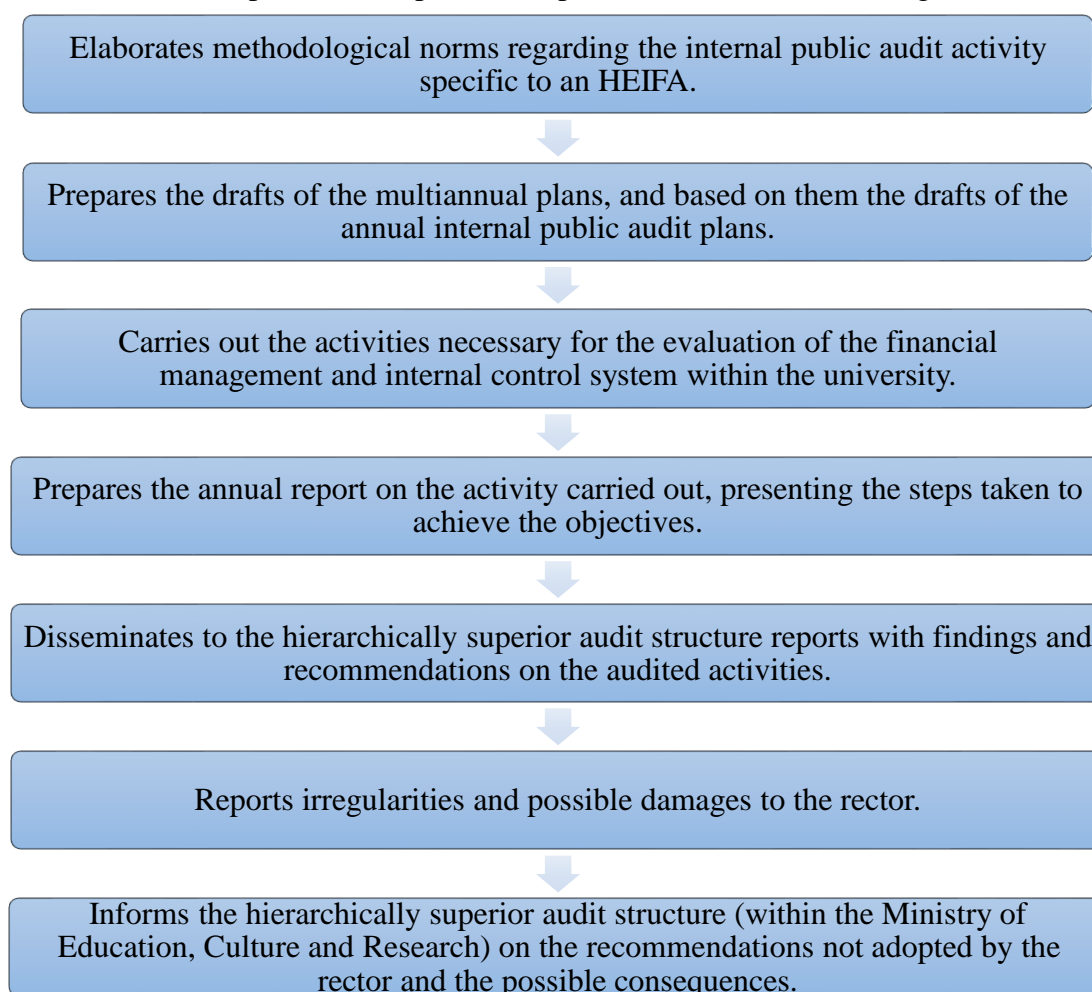 Elaborates methodological norms regarding the internal public audit activity
specific to an HEIFA.
Prepares the drafts of the multiannual plans, and based on them the drafts of the
annual internal public audit plans.
Carries out the activities necessary for the evaluation of the financial
management and internal control system within the university.
Prepares the annual report on the activity carried out, presenting the steps taken to
achieve the objectives.
Disseminates to the hierarchically superior audit structure reports with findings and
recommendations on the audited activities.
Reports irregularities and possible damages to the rector.
Informs the hierarchically superior audit structure (within the Ministry of
Education, Culture and Research) on the recommendations not adopted by the
rector and the possible consequences.